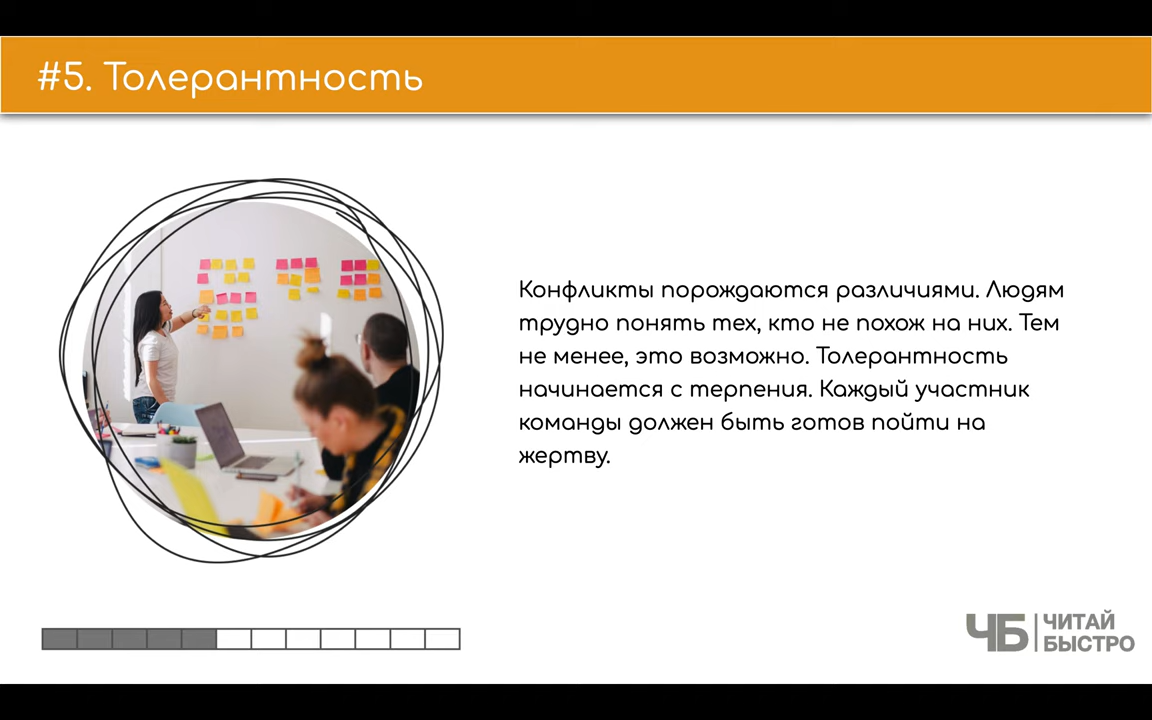 #5. Толерантность
Конфликты порождаются различиями. Людям
трудно понять тех, кто не похож на них. Тем
не менее, это возможно. Толерантность
начинается с терпения. Каждый участник
команды должен быть готов пойти на
жертву.
ЧБ
ЧИТАЙ
БЫСТРО